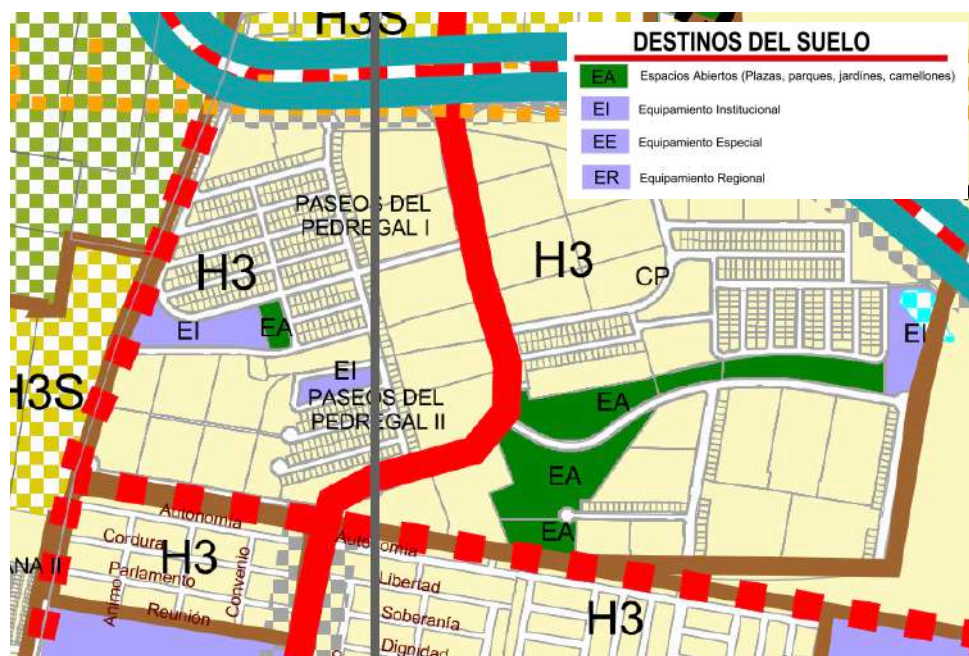 H3S
DESTINOS DEL SUELO
EA Espacios Abiertos (Plazas, parques, jardínes, camellones)
EI Equipamiento Institucional
EE Equipamiento Especial
ER Equipamiento Regional
PASEOS DEL
PEDREGAL I
H3
H3
CP
EI
EA
EI
EI
H3S
PASEOS DEL
PEDREGAL II
EA
EA
EA
Autonomía
Autonomía
Cordura
H3
Parlamento
Convenio
Animo
Reunión
Libertad
Soberanía
Dignidad
H3